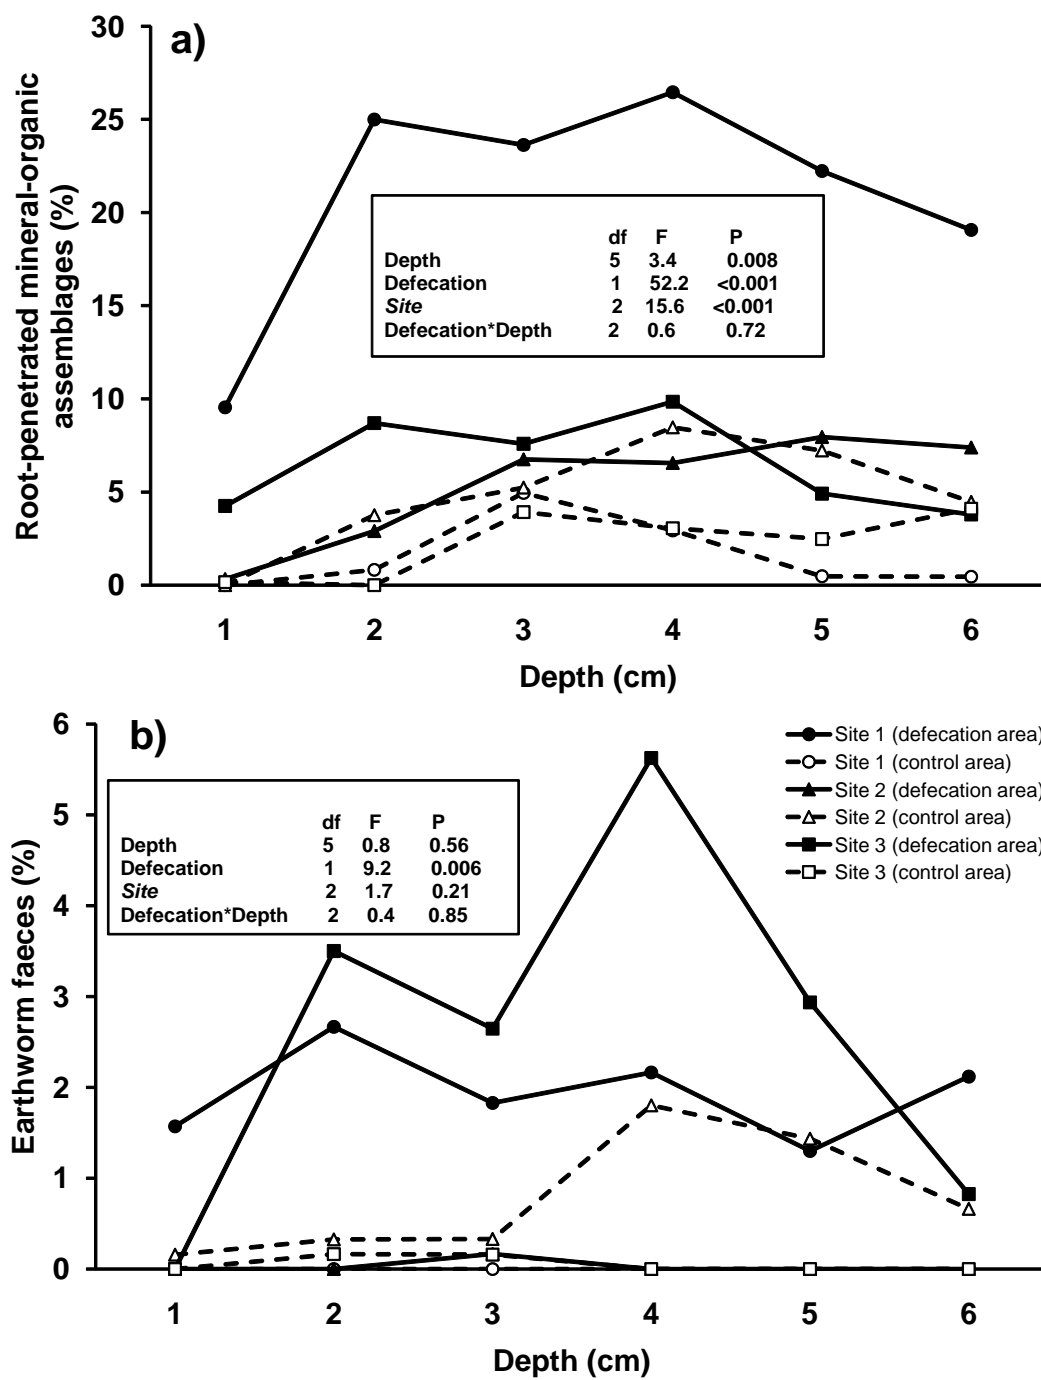 a)
30
25
20
15
10
5
0
Root-penetrated mineral-organic
assemblages (%)
df F P
Depth 5 3.4 0.008
Defecation 1 52.2 <0.001
Site 2 15.6 <0.001
Defecation*Depth 2 0.6 0.72
1 2 3 4 5 6
Depth (cm)
b)
6
5
4
3
2
1
0
Earthworm faeces (%)
df F P
Depth 5 0.8 0.56
Defecation 1 9.2 0.006
Site 2 1.7 0.21
Defecation*Depth 2 0.4 0.85
Site 1 (defecation area)
Site 1 (control area)
Site 2 (defecation area)
Site 2 (control area)
Site 3 (defecation area)
Site 3 (control area)
1 2 3 4 5 6
Depth (cm)